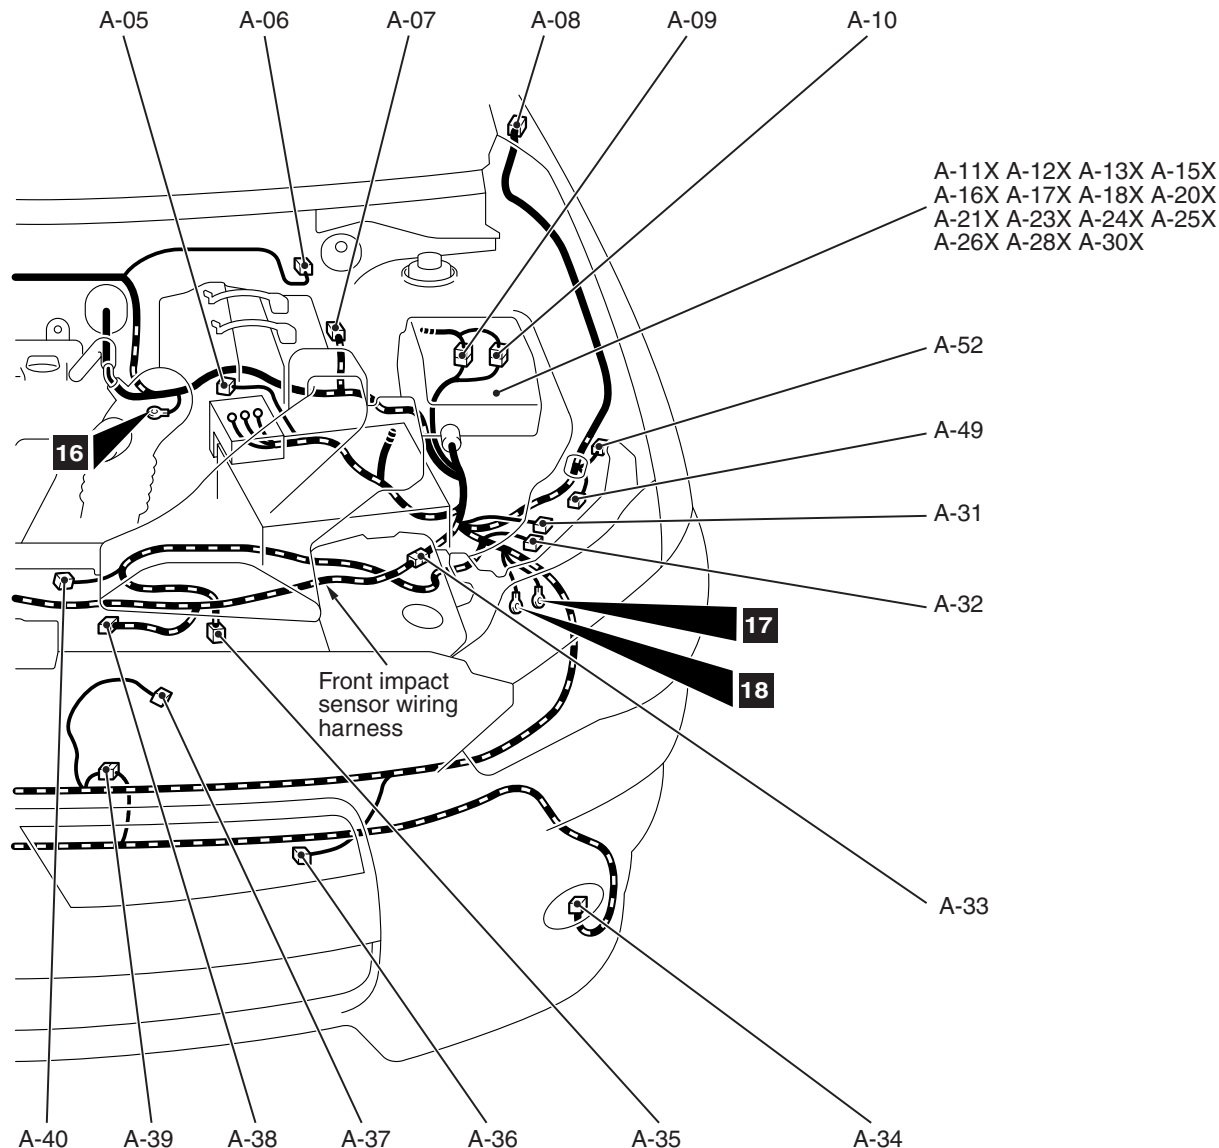 A-05 A-06 A-07 A-08 A-09 A-10
A-11X A-12X A-13X A-15X
A-16X A-17X A-18X A-20X
A-21X A-23X A-24X A-25X
A-26X A-28X A-30X
A-52
A-49
16
A-31
A-32
17
18
Front impact
sensor wiring
harness
A-33
A-40 A-39 A-38 A-37 A-36 A-35 A-34